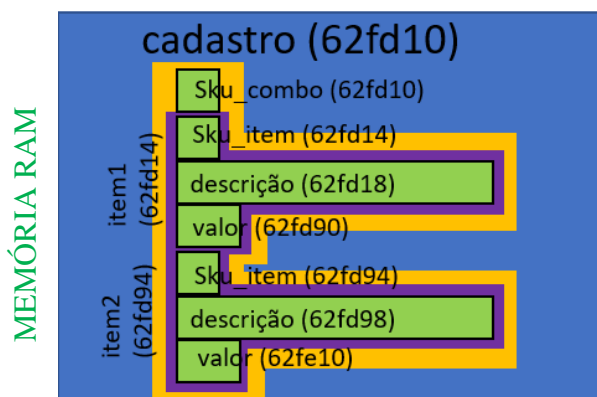 cadastro (62fd10)
MEMÓRIA RAM
Sku_combo (62fd10)
item1
(62fd14)
Sku_item (62fd14)
descrição (62fd18)
valor (62fd90)
item2
(62fd94)
Sku_item (62fd94)
descrição (62fd98)
valor (62fe10)